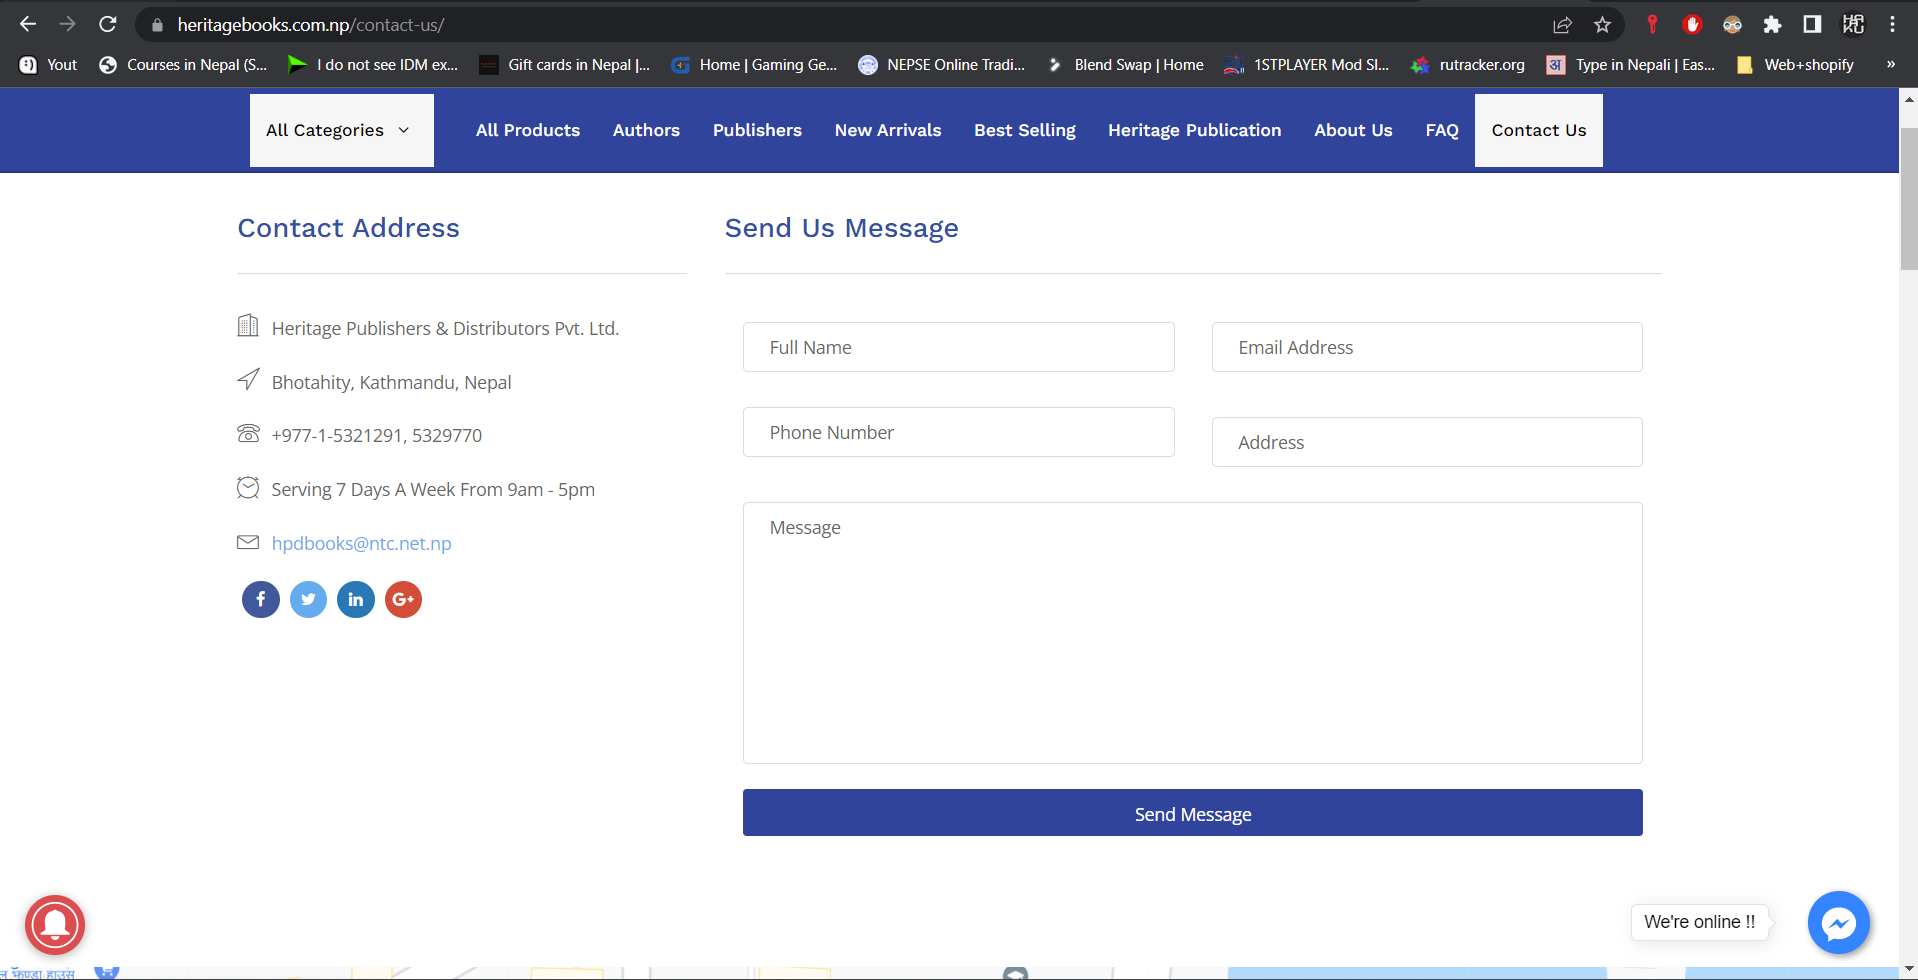 heritagebooks.com.np/contact-us/
Yout
Courses in Nepal (S...
I do not see IDM ex...
Gift cards in Nepal |...
Home | Gaming Ge...
NEPSE Online Tradi...
Blend Swap | Home
1STPLAYER Mod Sl...
rutracker.org
Type in Nepali | Eas...
Web+shopify
»
All Categories
All Products
Authors
Publishers
New Arrivals
Best Selling
Heritage Publication
About Us
FAQ
Contact Us
Contact Address
Heritage Publishers & Distributors Pvt. Ltd.
Bhotahity, Kathmandu, Nepal
+977-1-5321291, 5329770
Serving 7 Days A Week From 9am - 5pm
hpdbooks@ntc.net.np
f
in
G+
Send Us Message
Full Name
Email Address
Phone Number
Address
Message
Send Message
We're online !!